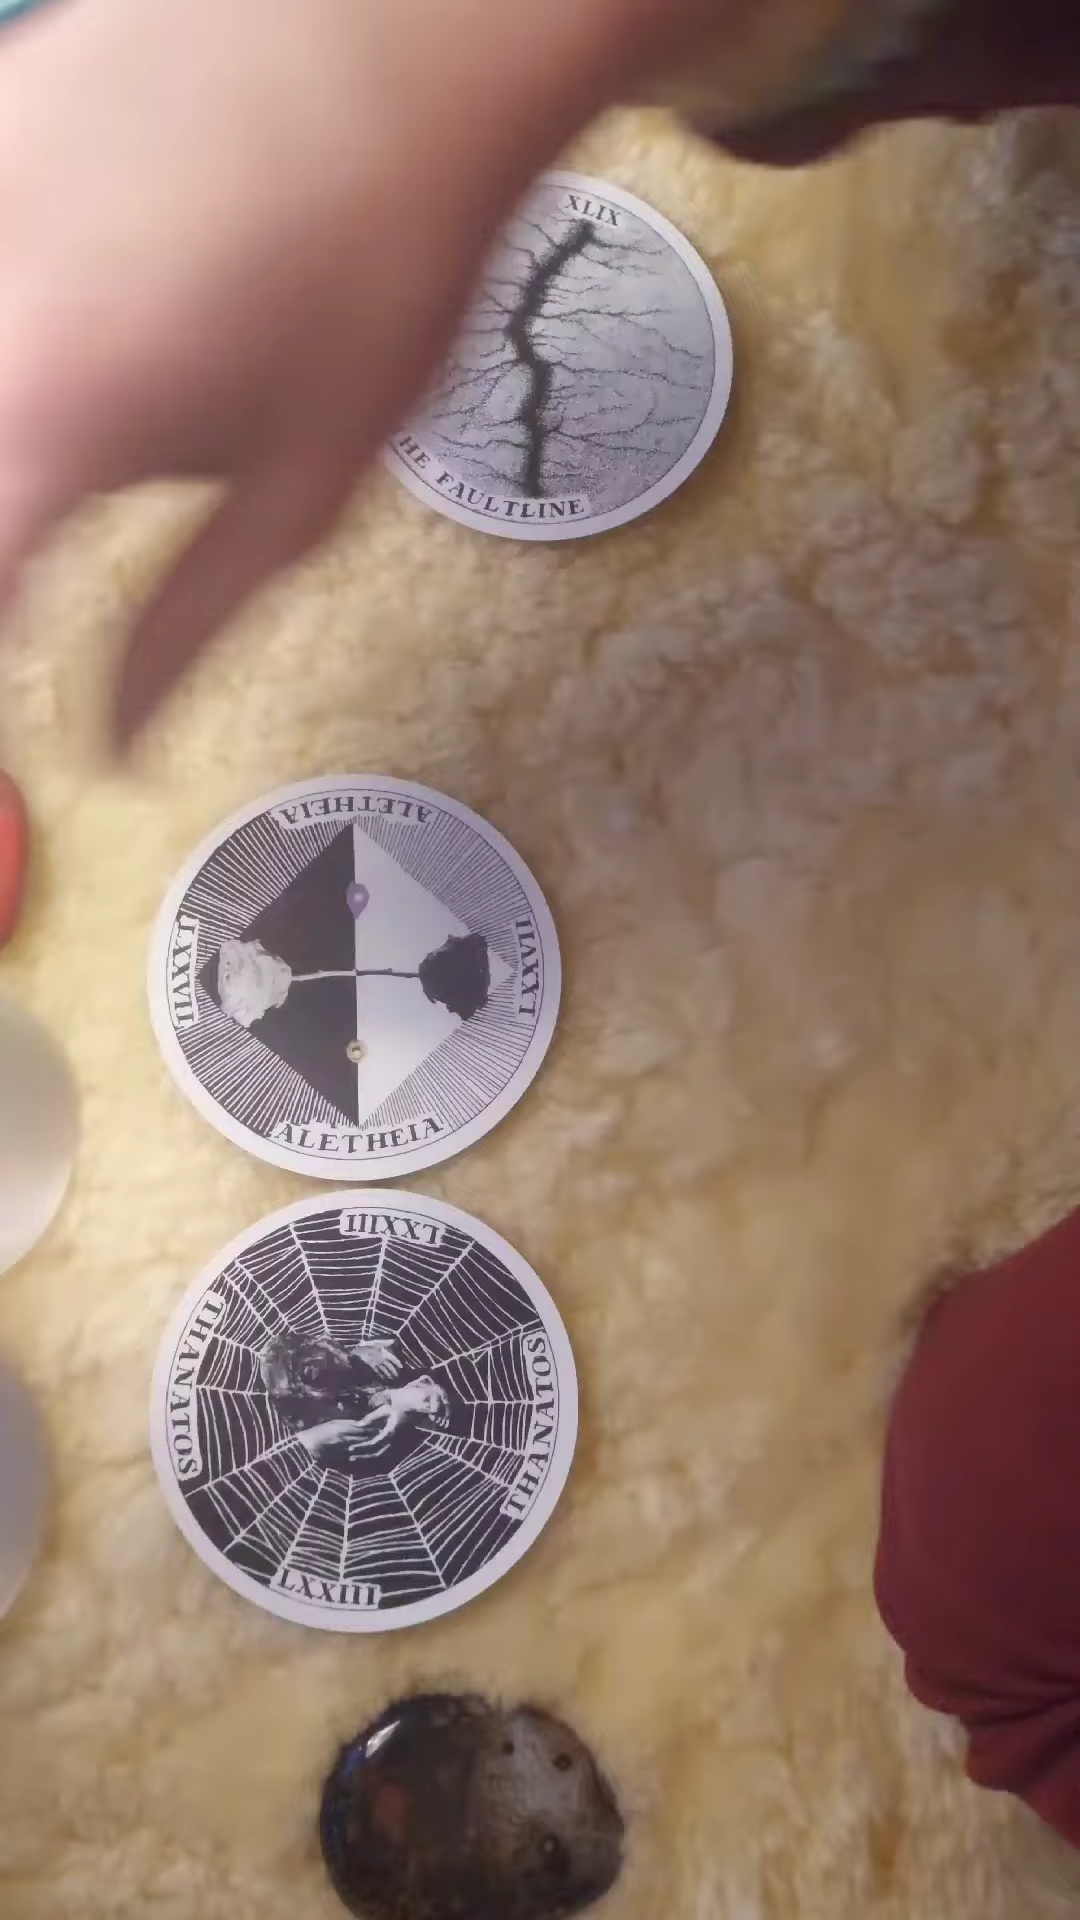 XLIX
HE FAULTLINE
ALETHEIA
LXXVII
LXXVII
ALETHEIA
LXXIII
THANATOS
THANATOS
LXXIII